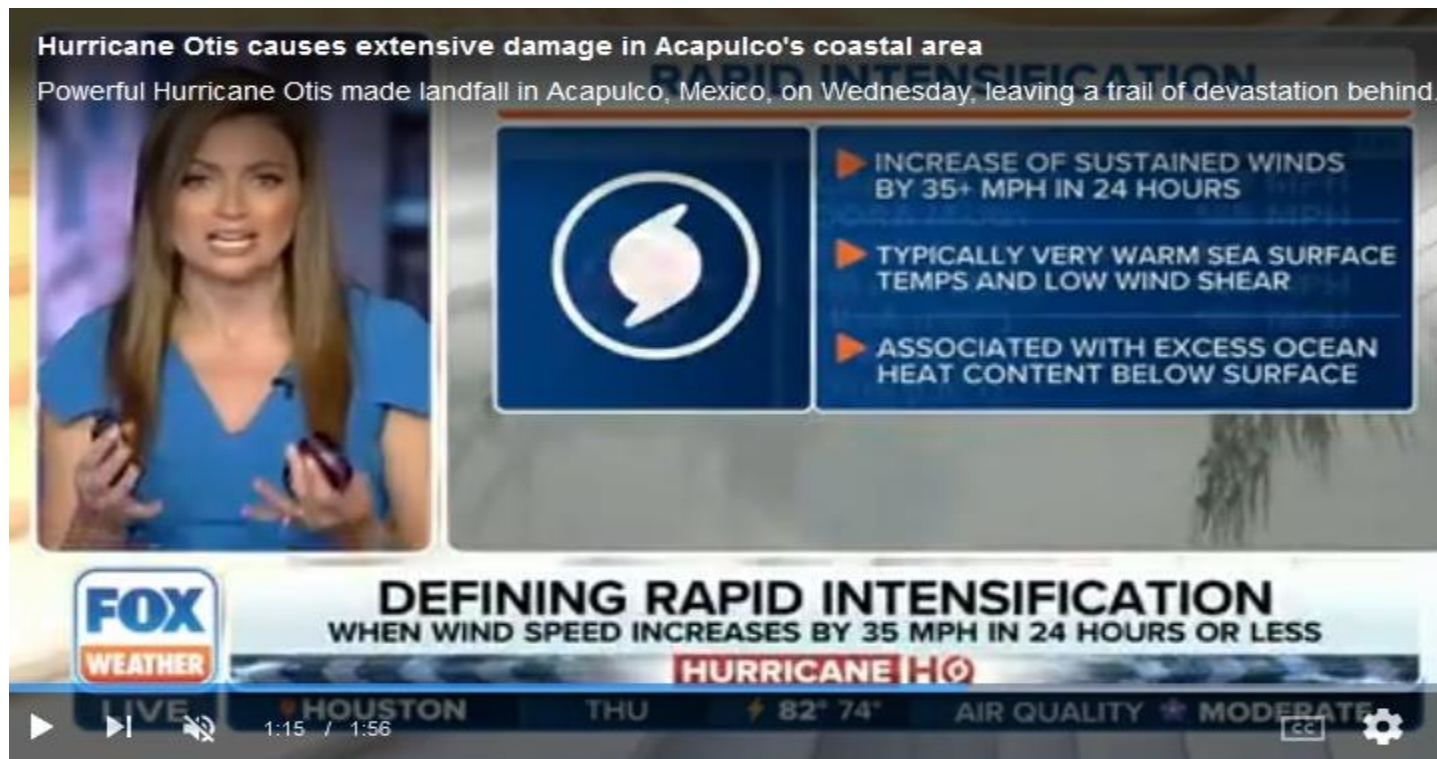 Hurricane Otis causes extensive damage in Acapulco's coastal area
RAPID INTENSIFICATION
Powerful Hurricane Otis made landfall in Acapulco, Mexico, on Wednesday, leaving a trail of devastation behind.
INCREASE OF SUSTAINED WINDS
BY 35+ MPH IN 24 HOURS
TYPICALLY VERY WARM SEA SURFACE
TEMPS AND LOW WIND SHEAR
ASSOCIATED WITH EXCESS OCEAN
HEAT CONTENT BELOW SURFACE
FOX
WEATHER
DEFINING RAPID INTENSIFICATION
WHEN WIND SPEED INCREASES BY 35 MPH IN 24 HOURS OR LESS
HURRICANE HQ
LIVE HOUSTON THU 82° 74° AIR QUALITY MODERATE
1:15 / 1:56 CC